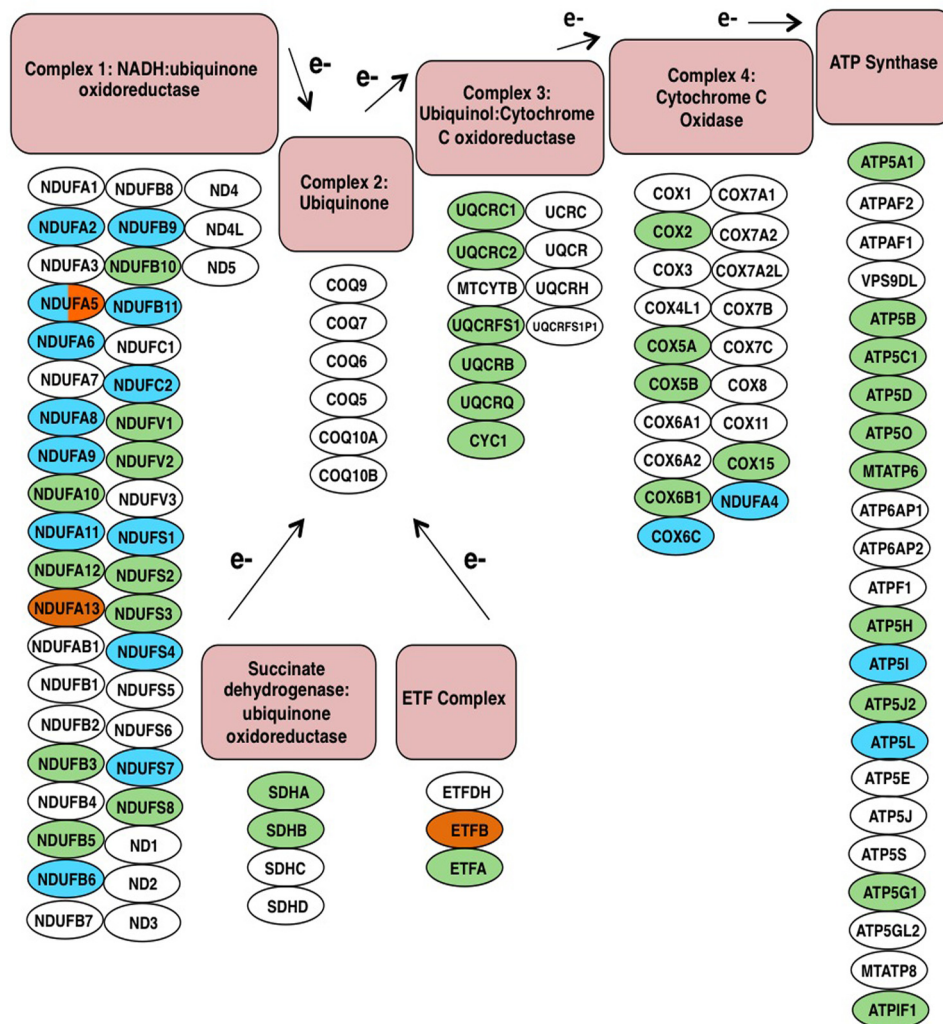 Complex 1: NADH:ubiquinone
oxidoreductase
e-
e-
Complex 2:
Ubiquinone
Complex 3:
Ubiquinol:Cytochrome
C oxidoreductase
e-
Complex 4:
Cytochrome C
Oxidase
e-
ATP Synthase
NDUFA1
NDUFA2
NDUFA3
NDUFA5
NDUFA6
NDUFA7
NDUFA8
NDUFA9
NDUFA10
NDUFA11
NDUFA12
NDUFA13
NDUFAB1
NDUFB1
NDUFB2
NDUFB3
NDUFB4
NDUFB5
NDUFB6
NDUFB7
NDUFB8
NDUFB9
NDUFB10
NDUFB11
NDUFC1
NDUFC2
NDUFV1
NDUFV2
NDUFV3
NDUFS1
NDUFS2
NDUFS3
NDUFS4
NDUFS5
NDUFS6
NDUFS7
NDUFS8
ND1
ND2
ND3
ND4
ND4L
ND5
COQ9
COQ7
COQ6
COQ5
COQ10A
COQ10B
e-
e-
Succinate
dehydrogenase:
ubiquinone
oxidoreductase
SDHA
SDHB
SDHC
SDHD
ETF Complex
ETFDH
ETFB
ETFA
UQCRC1
UQCRC2
MTCYTB
UQCRFS1
UQCRB
UQCRQ
CYC1
UCRC
UQCR
UQCRH
UQCRFS1P1
COX1
COX2
COX3
COX4L1
COX5A
COX5B
COX6A1
COX6A2
COX6B1
COX6C
COX7A1
COX7A2
COX7A2L
COX7B
COX7C
COX8
COX11
COX15
NDUFA4
ATP5A1
ATPAF2
ATPAF1
VPS9DL
ATP5B
ATP5C1
ATP5D
ATP5O
MTATP6
ATP6AP1
ATP6AP2
ATPF1
ATP5H
ATP5I
ATP5J2
ATP5L
ATP5E
ATP5J
ATP5S
ATP5G1
ATP5GL2
MTATP8
ATPIF1